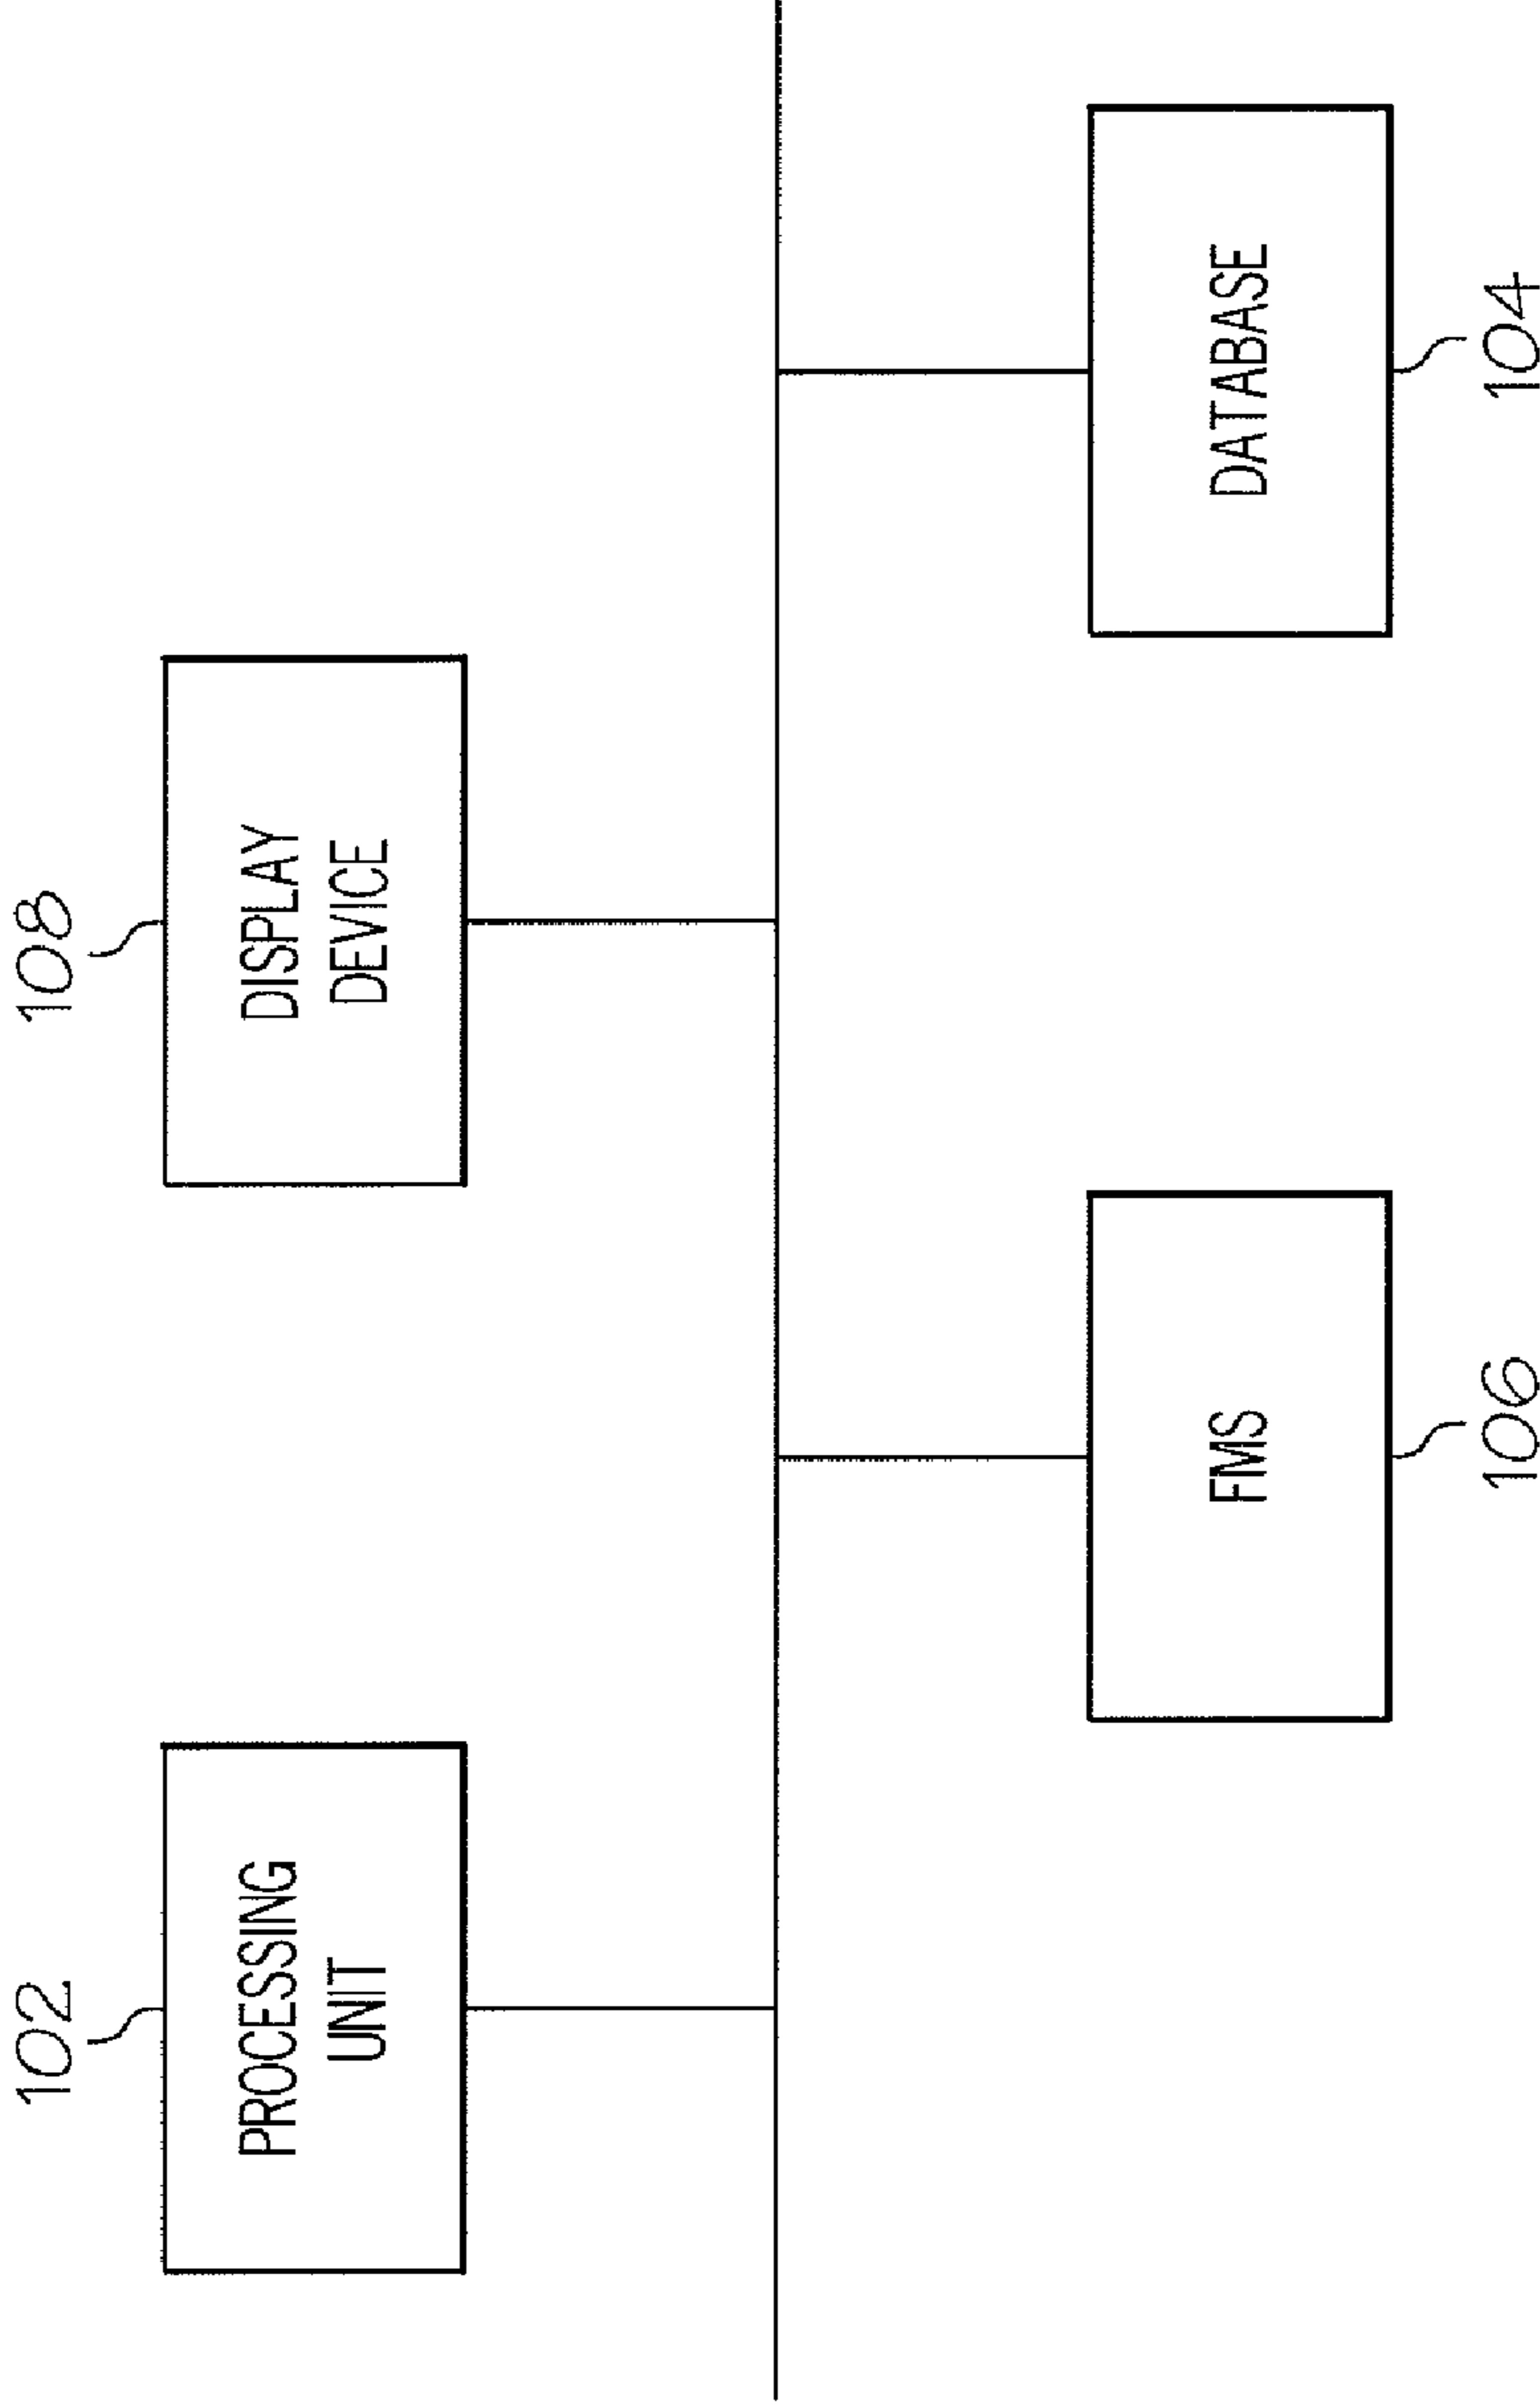 102
PROCESSING
UNIT
108
DISPLAY
DEVICE
FMS
106
DATABASE
104